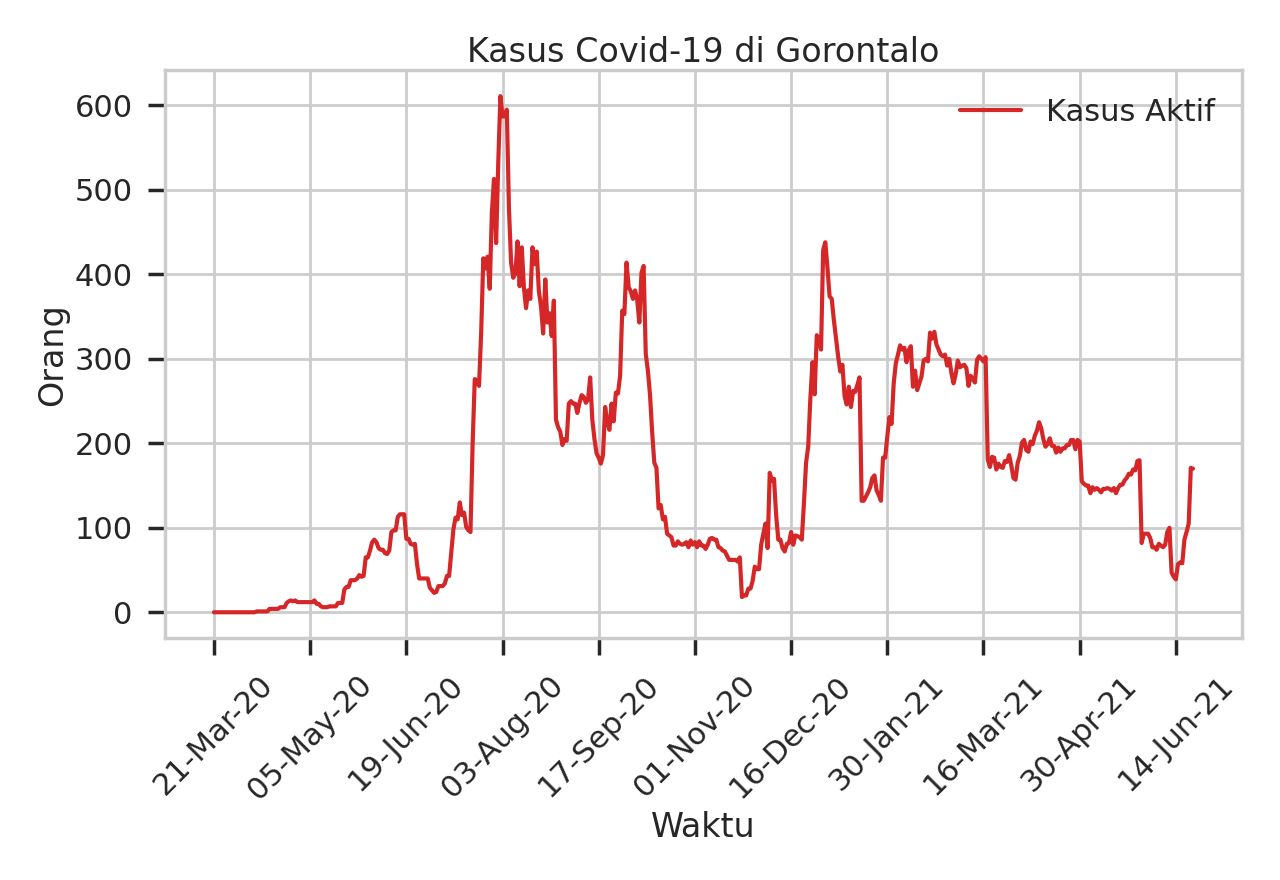 Kasus Covid-19 di Gorontalo
Kasus Aktif
Orang
600
500
400
300
200
100
0
21-Mar-20
05-May-20
19-Jun-20
03-Aug-20
17-Sep-20
01-Nov-20
16-Dec-20
30-Jan-21
16-Mar-21
30-Apr-21
14-Jun-21
Waktu